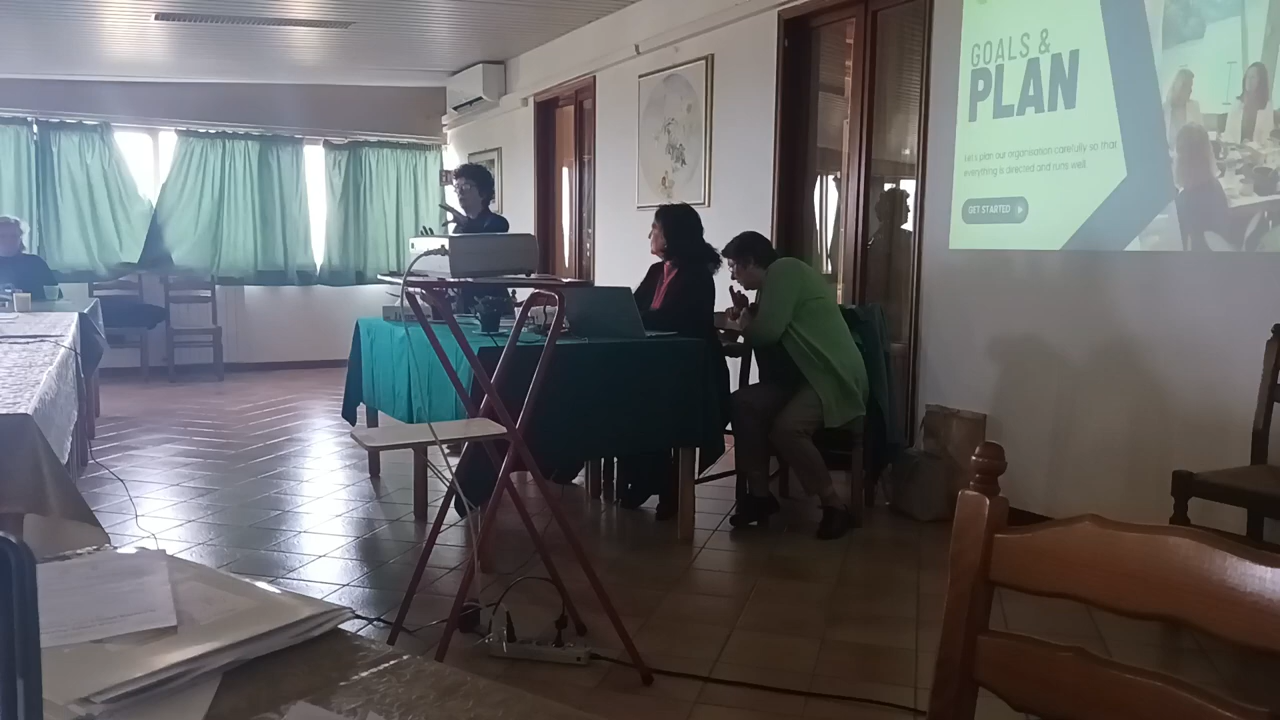 GOALS &
PLAN
Let's plan our organisation carefully so that
everything is directed and runs well
GET STARTED